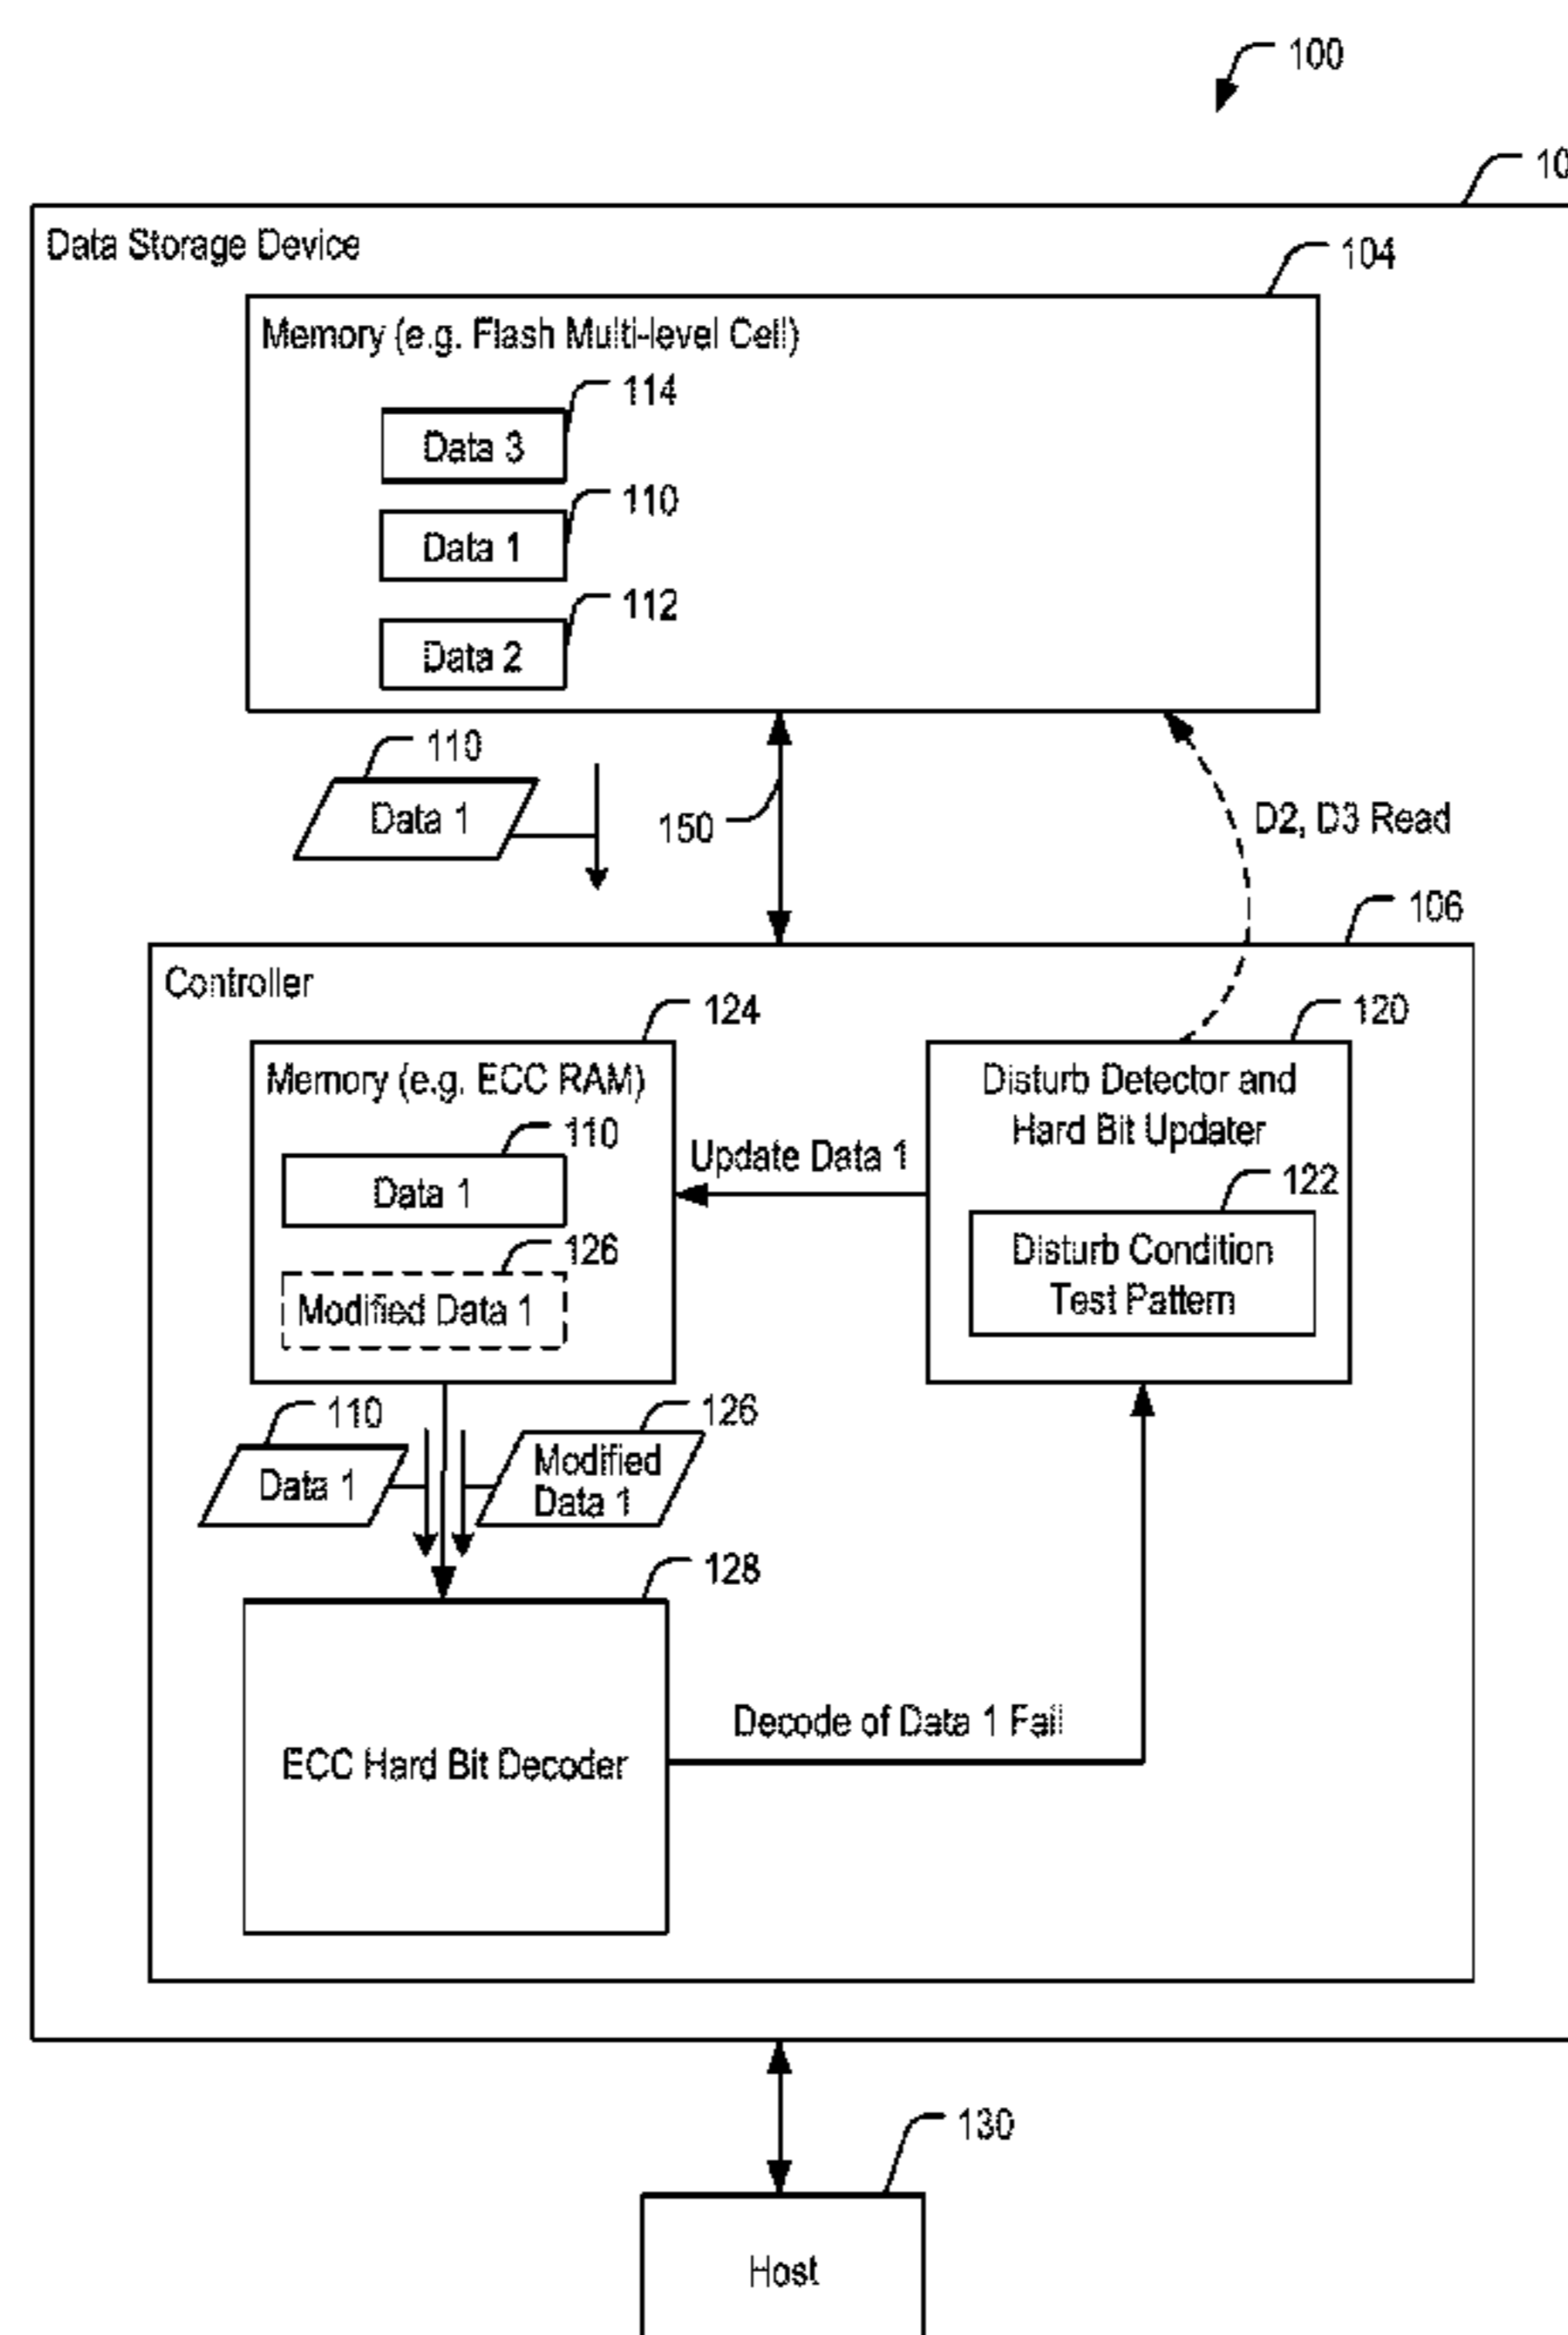 100
10
Data Storage Device
104
Memory (e.g. Flash Multi-level Cell)
114
Data 3
110
Data 1
112
Data 2
110
Data 1
150
D2, D3 Read
106
Controller
124
120
Memory (e.g. ECC RAM)
Disturb Detector and
Hard Bit Updater
110
Data 1
Update Data 1
122
126
Modified Data 1
Disturb Condition
Test Pattern
110
Data 1
126
Modified
Data 1
128
ECC Hard Bit Decoder
Decode of Data 1 Fail
130
Host